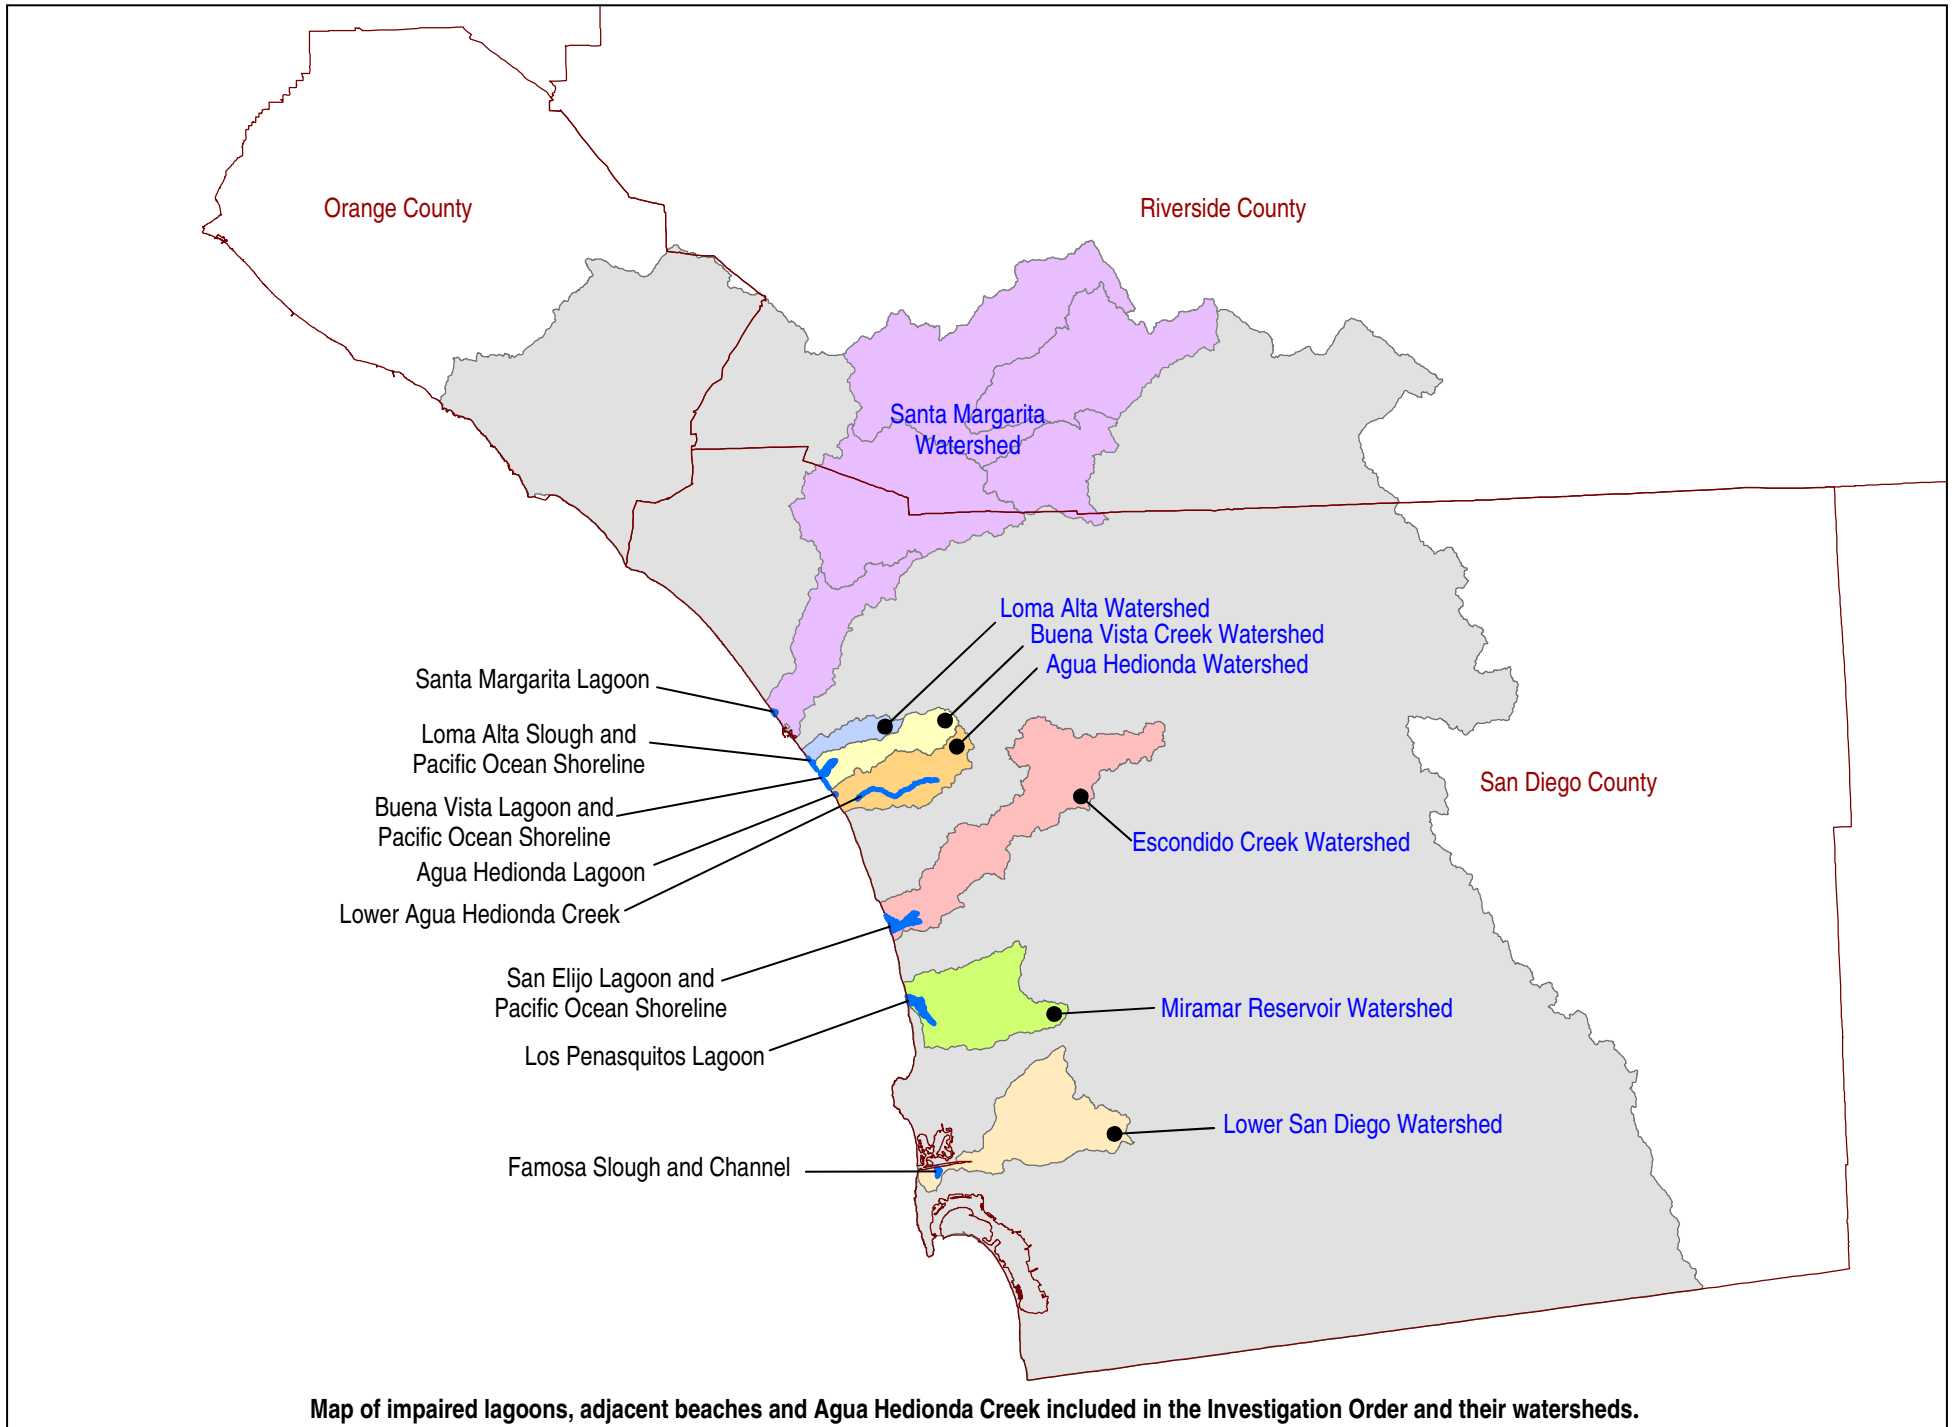 Orange County
Riverside County
Santa Margarita
Watershed
Loma Alta Watershed
Buena Vista Creek Watershed
Agua Hedionda Watershed
Santa Margarita Lagoon
Loma Alta Slough and
Pacific Ocean Shoreline
San Diego County
Buena Vista Lagoon and
Pacific Ocean Shoreline
Escondido Creek Watershed
Agua Hedionda Lagoon
Lower Agua Hedionda Creek
San Elijo Lagoon and
Pacific Ocean Shoreline
Miramar Reservoir Watershed
Los Penasquitos Lagoon
Lower San Diego Watershed
Famosa Slough and Channel
Map of impaired lagoons, adjacent beaches and Agua Hedionda Creek included in the Investigation Order and their watersheds.